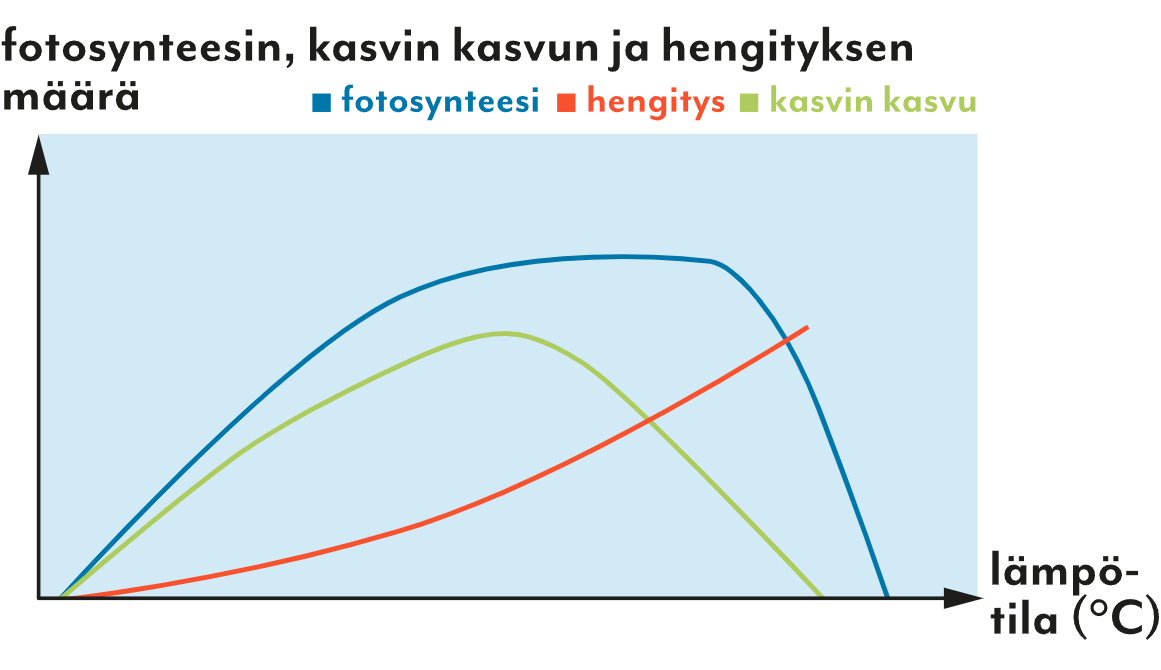 fotosynteesin, kasvin kasvun ja hengityksen
määrä
fotosynteesi hengitys kasvin kasvu
lämpö-
tila (°C)